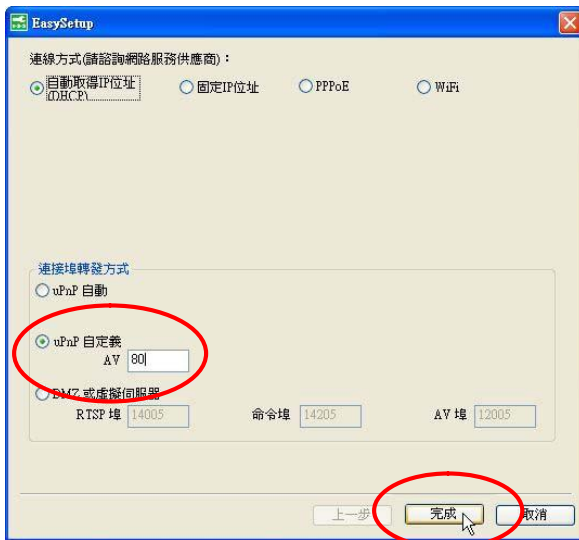 EasySetup
連線方式(請諮詢網路服務供應商)：
自動取得IP位址
(DHCP)
固定IP位址
PPPoE
WiFi
連接埠轉發方式
uPnP 自動
uPnP 自定義
AV 80
DMZ 或虛擬伺服器
RTSP 埠 14005 命令埠 14205 AV 埠 12005
上一步 完成 取消